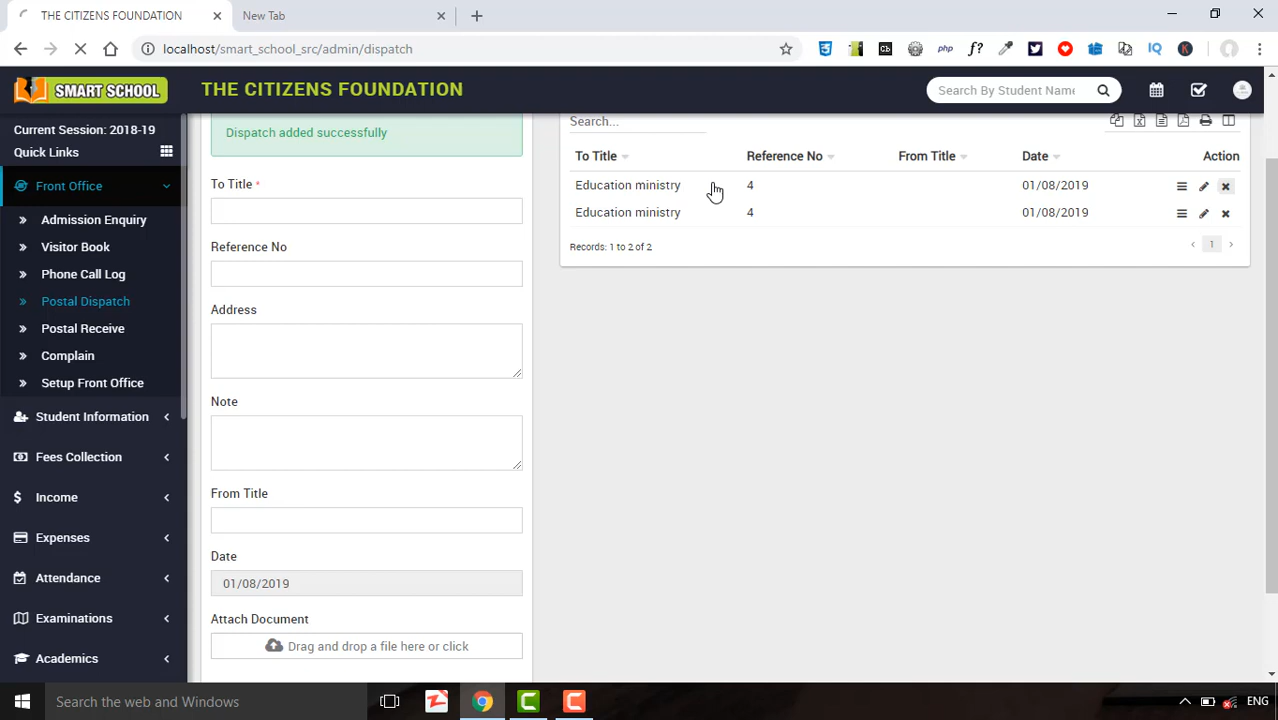 THE CITIZENS FOUNDATION
New Tab
localhost/smart_school_src/admin/dispatch
SMART SCHOOL
THE CITIZENS FOUNDATION
Search By Student Name
Current Session: 2018-19
Quick Links
Front Office
Admission Enquiry
Visitor Book
Phone Call Log
Postal Dispatch
Postal Receive
Complain
Setup Front Office
Student Information
Fees Collection
Income
Expenses
Attendance
Examinations
Academics
Dispatch added successfully
To Title *
Reference No
Address
Note
From Title
Date
01/08/2019
Attach Document
Drag and drop a file here or click
Search...
To Title Reference No From Title Date Action
Education ministry 4 01/08/2019
Education ministry 4 01/08/2019
Records: 1 to 2 of 2
1
Search the web and Windows
ENG